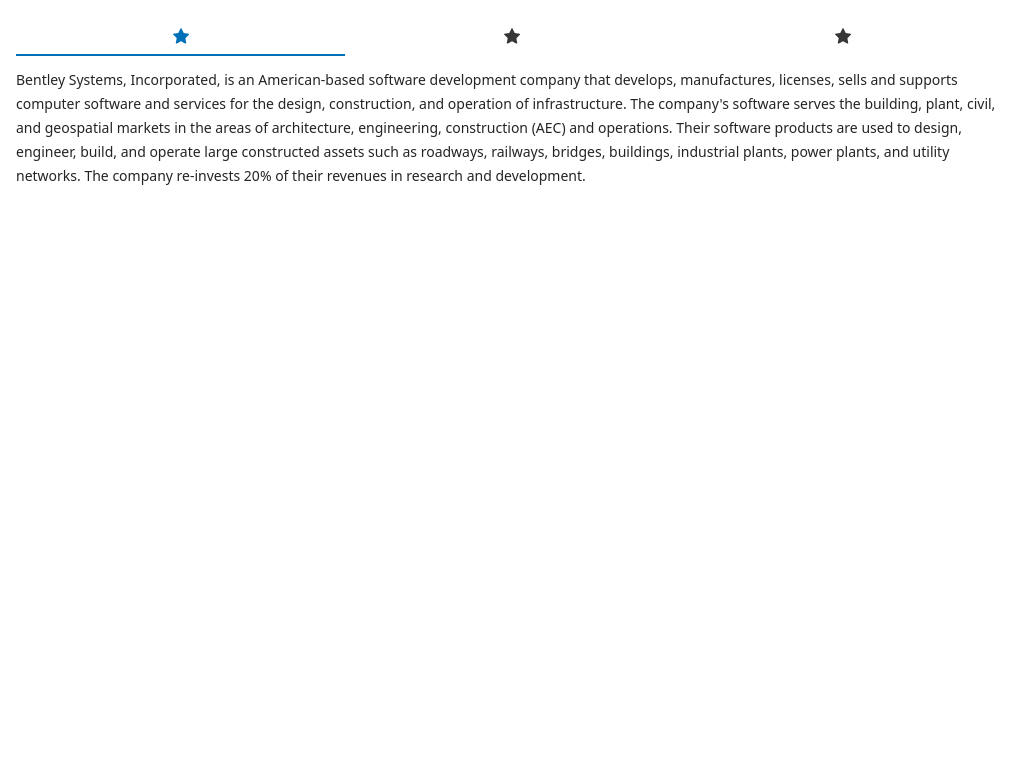 Bentley Systems, Incorporated, is an American-based software development company that develops, manufactures, licenses, sells and supports
computer software and services for the design, construction, and operation of infrastructure. The company's software serves the building, plant, civil,
and geospatial markets in the areas of architecture, engineering, construction (AEC) and operations. Their software products are used to design,
engineer, build, and operate large constructed assets such as roadways, railways, bridges, buildings, industrial plants, power plants, and utility
networks. The company re-invests 20% of their revenues in research and development.